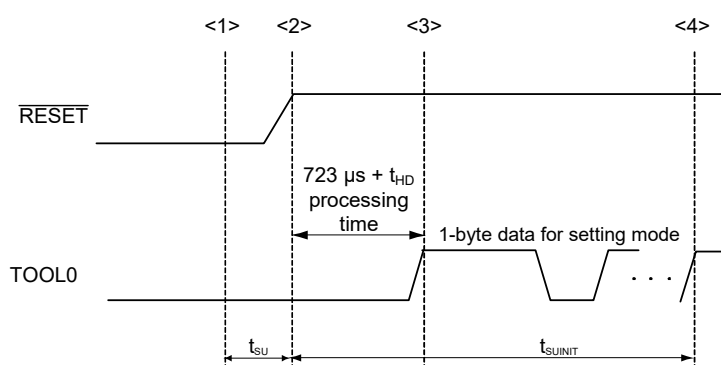 <1> <2> <3> <4>
RESET
723 µs + tHD
processing
time
1-byte data for setting mode
TOOL0
. . .
tSU tSUINIT